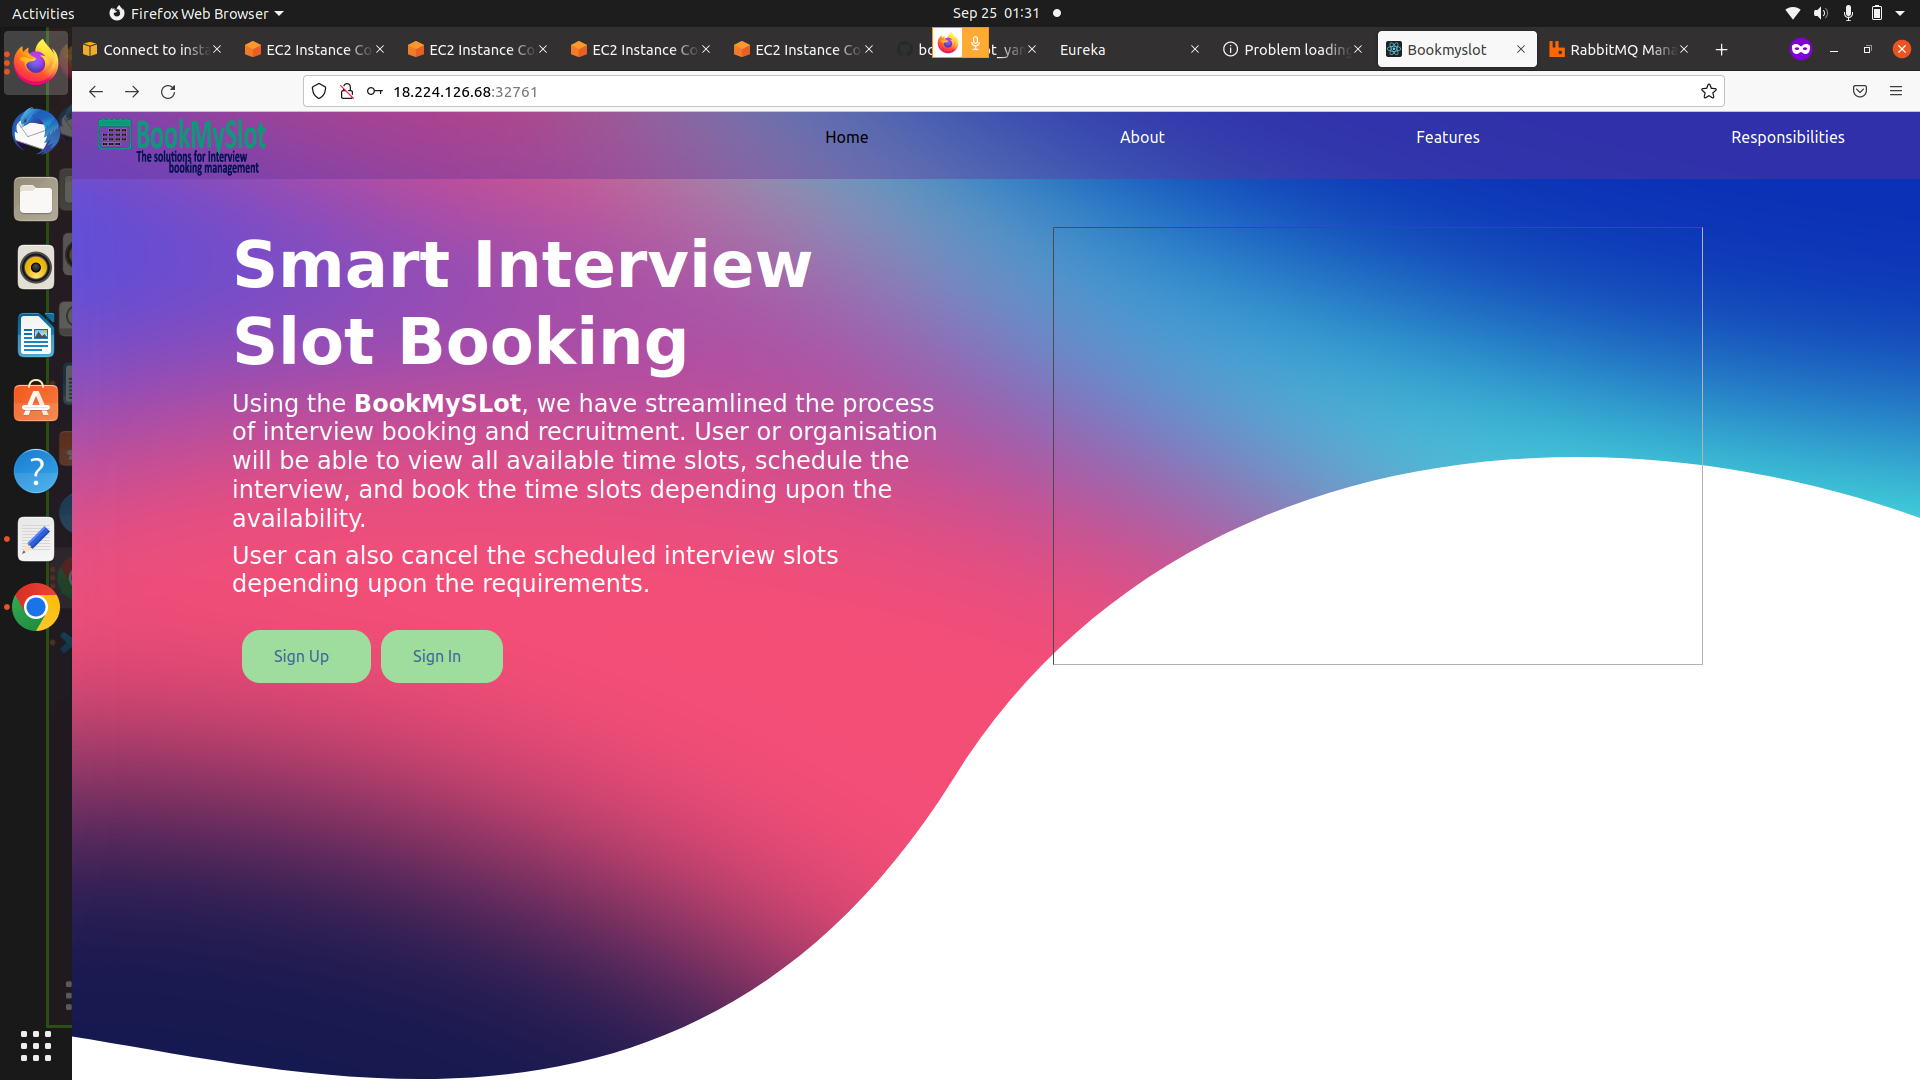 Activities
Firefox Web Browser
Sep 25 01:31
Connect to insta
EC2 Instance Co
EC2 Instance Co
EC2 Instance Co
EC2 Instance Co
Eureka
Problem loading
Bookmyslot
RabbitMQ Mana
18.224.126.68:32761
BookMySlot
The solutions for Interview
booking management
Home
About
Features
Responsibilities
Smart Interview
Slot Booking
Using the BookMySLot, we have streamlined the process
of interview booking and recruitment. User or organisation
will be able to view all available time slots, schedule the
interview, and book the time slots depending upon the
availability.
User can also cancel the scheduled interview slots
depending upon the requirements.
Sign Up
Sign In